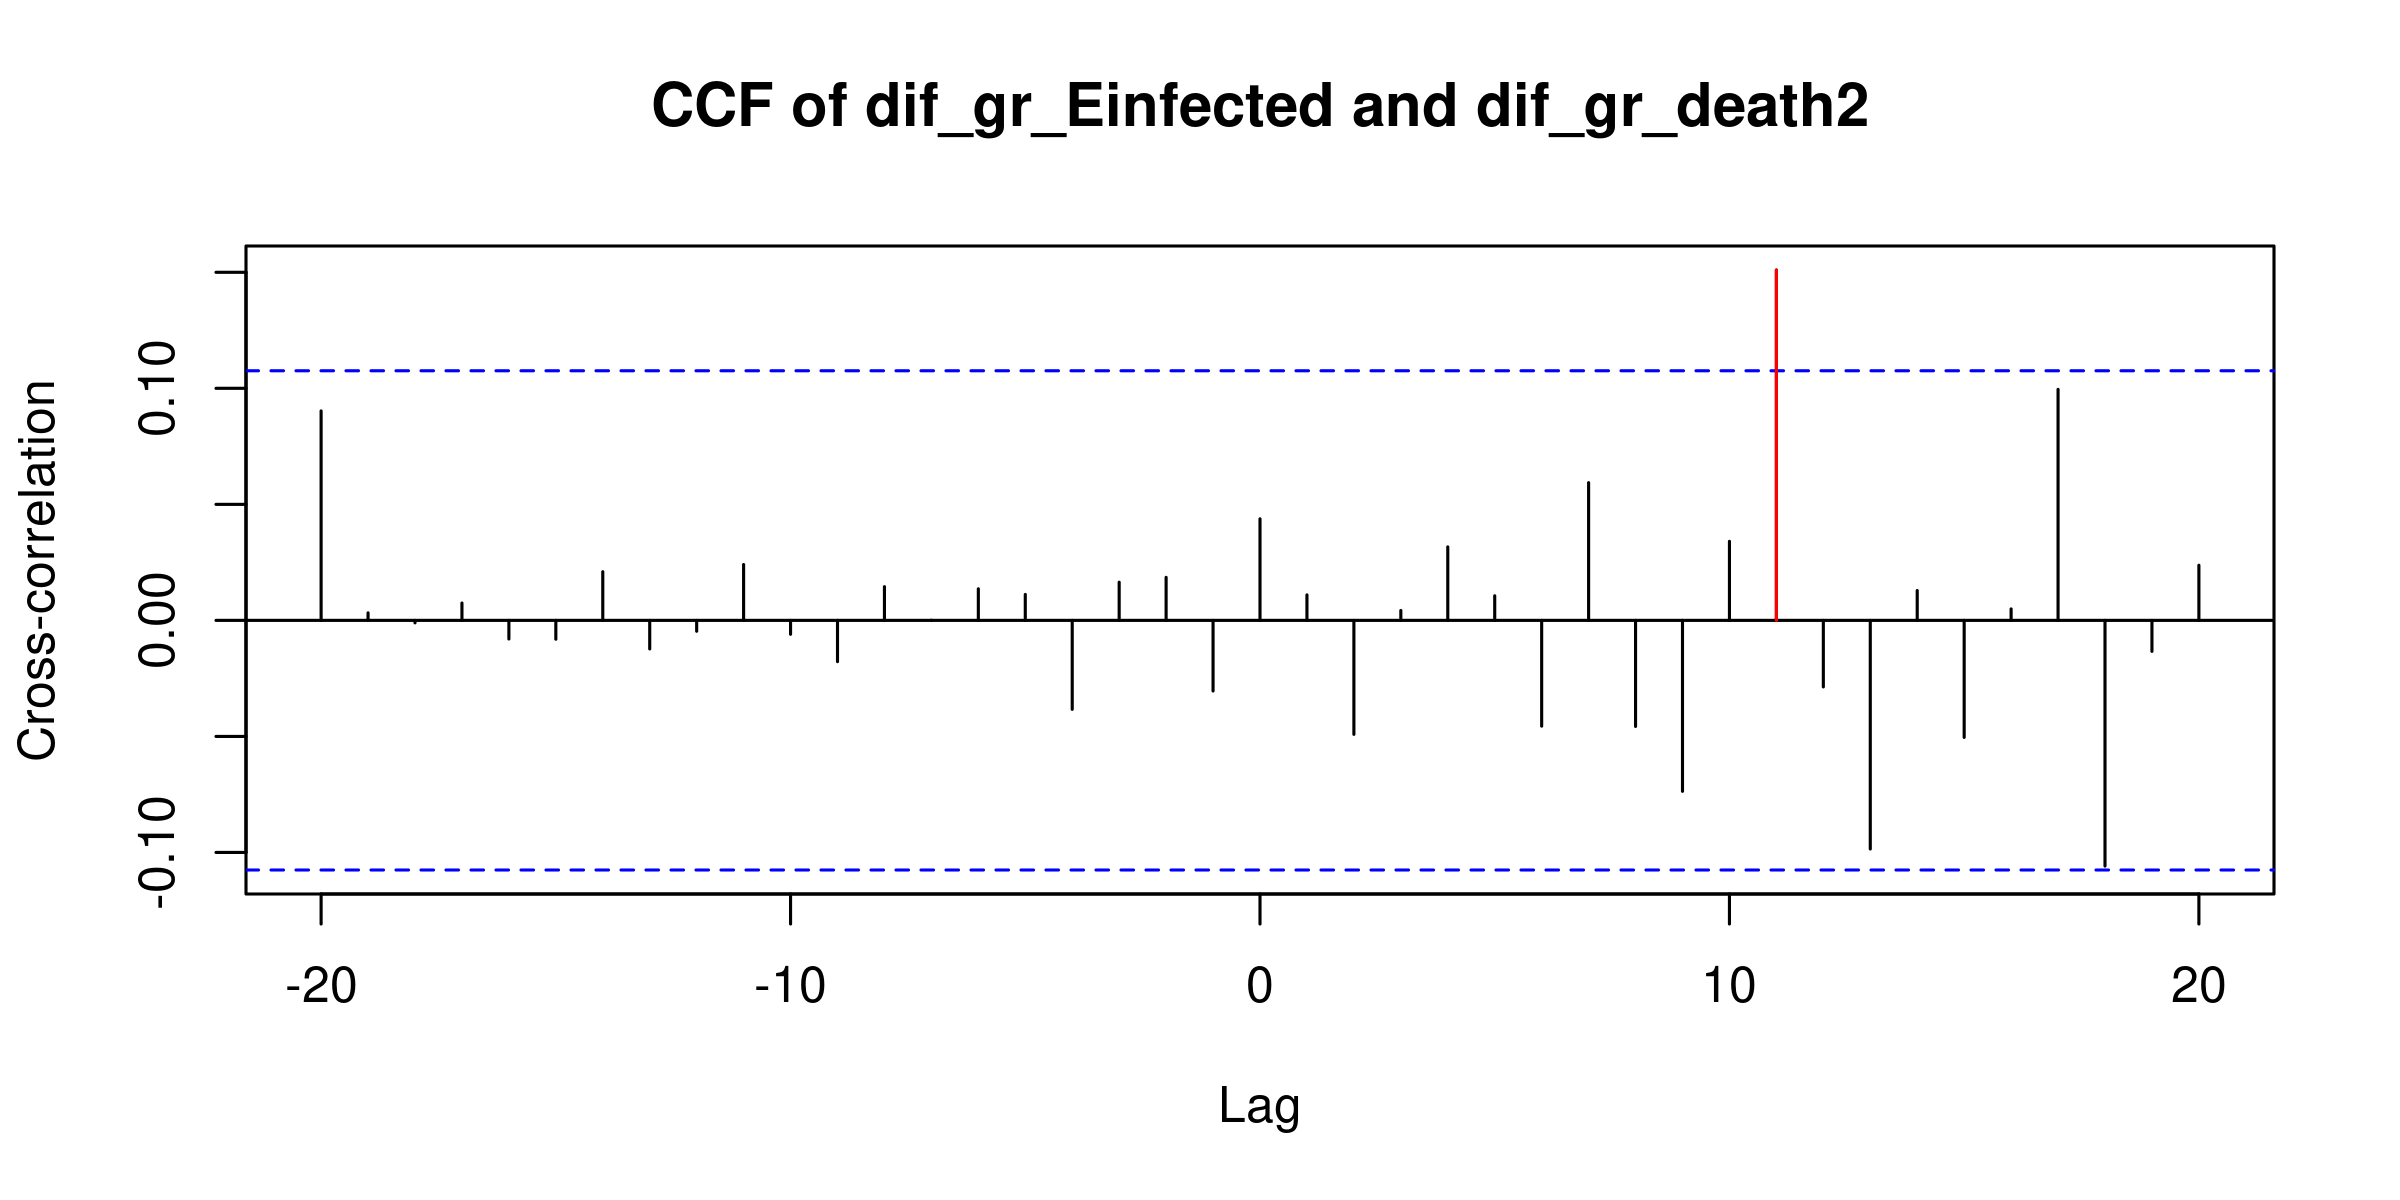 CCF of dif_gr_Einfected and dif_gr_death2
Cross-correlation
0.10
0.00
-0.10
-20 -10 0 10 20
Lag